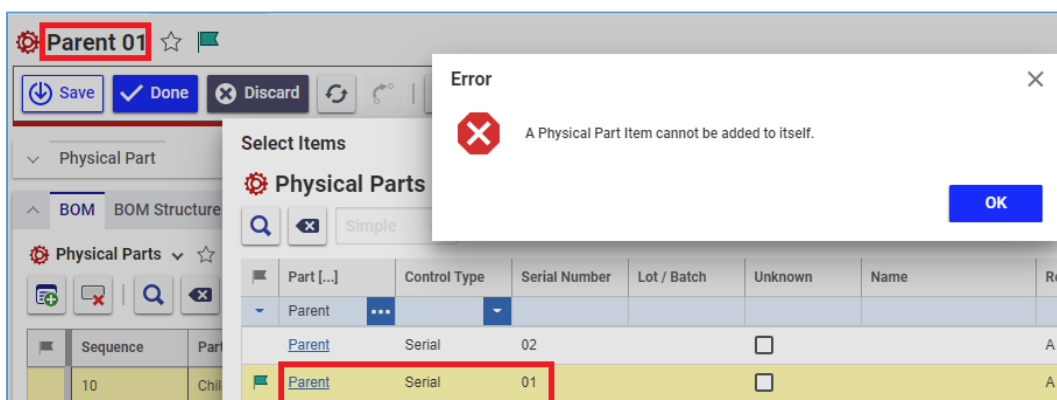 Parent 01
Save Done Discard
Error
A Physical Part Item cannot be added to itself.
OK
Physical Part
BOM BOM Structure
Physical Parts
Sequence
10
Select Items
Physical Parts
Simple
Part [...] Control Type Serial Number Lot / Batch Unknown Name
Parent
Parent Serial 02 A
Parent Serial 01 A